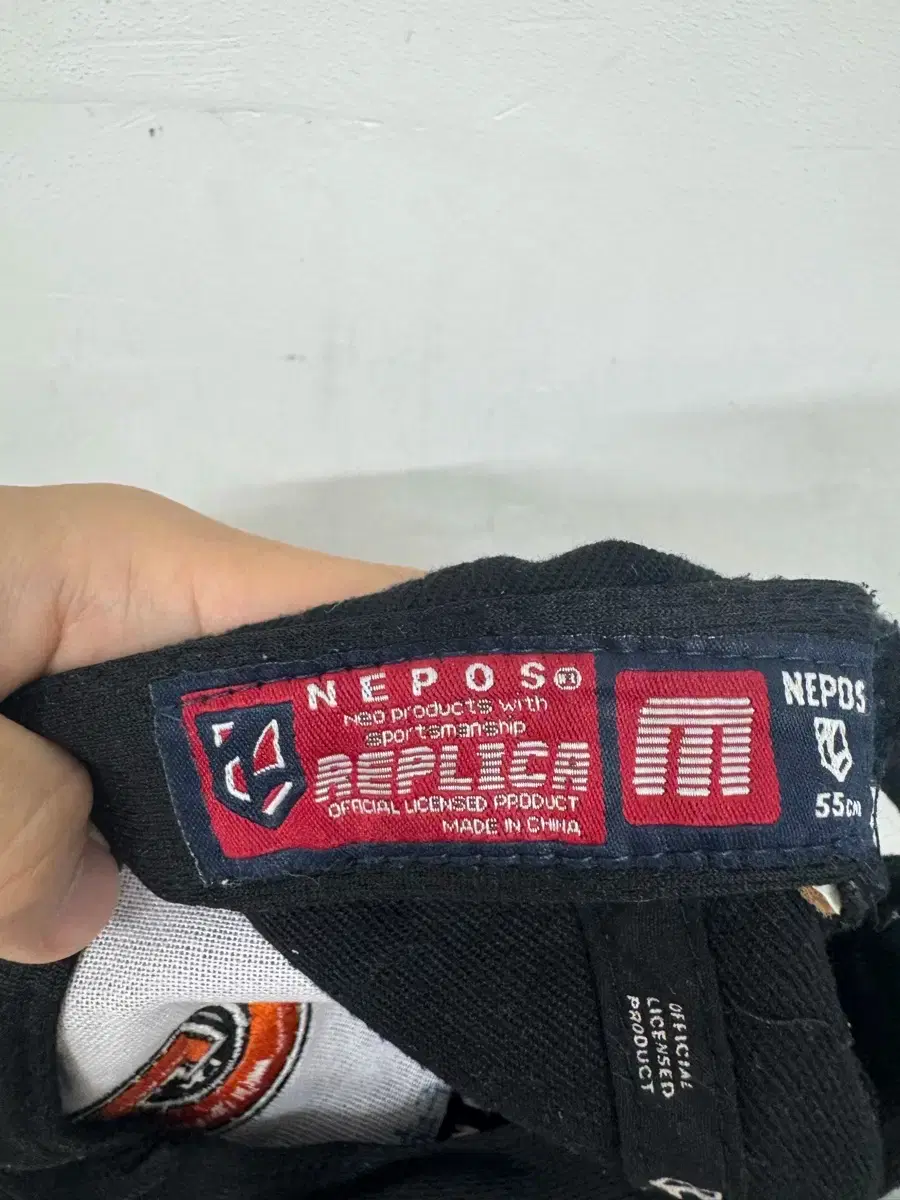 NEPOS®
Neo products with
sportsmanship
REPLICA
OFFICIAL LICENSED PRODUCT
MADE IN CHINA
M
NEPOS
55CM
OFFICIAL
LICENSED
PRODUCT